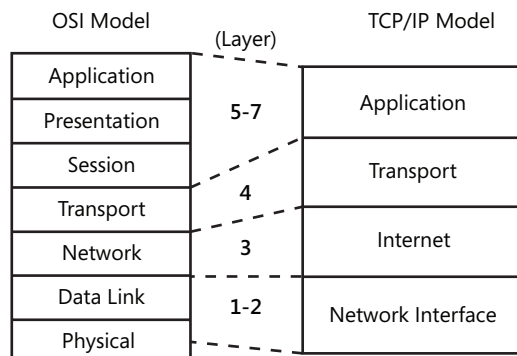 OSI Model
Application
Presentation
Session
Transport
Network
Data Link
Physical
(Layer)
5-7
4
3
1-2
TCP/IP Model
Application
Transport
Internet
Network Interface